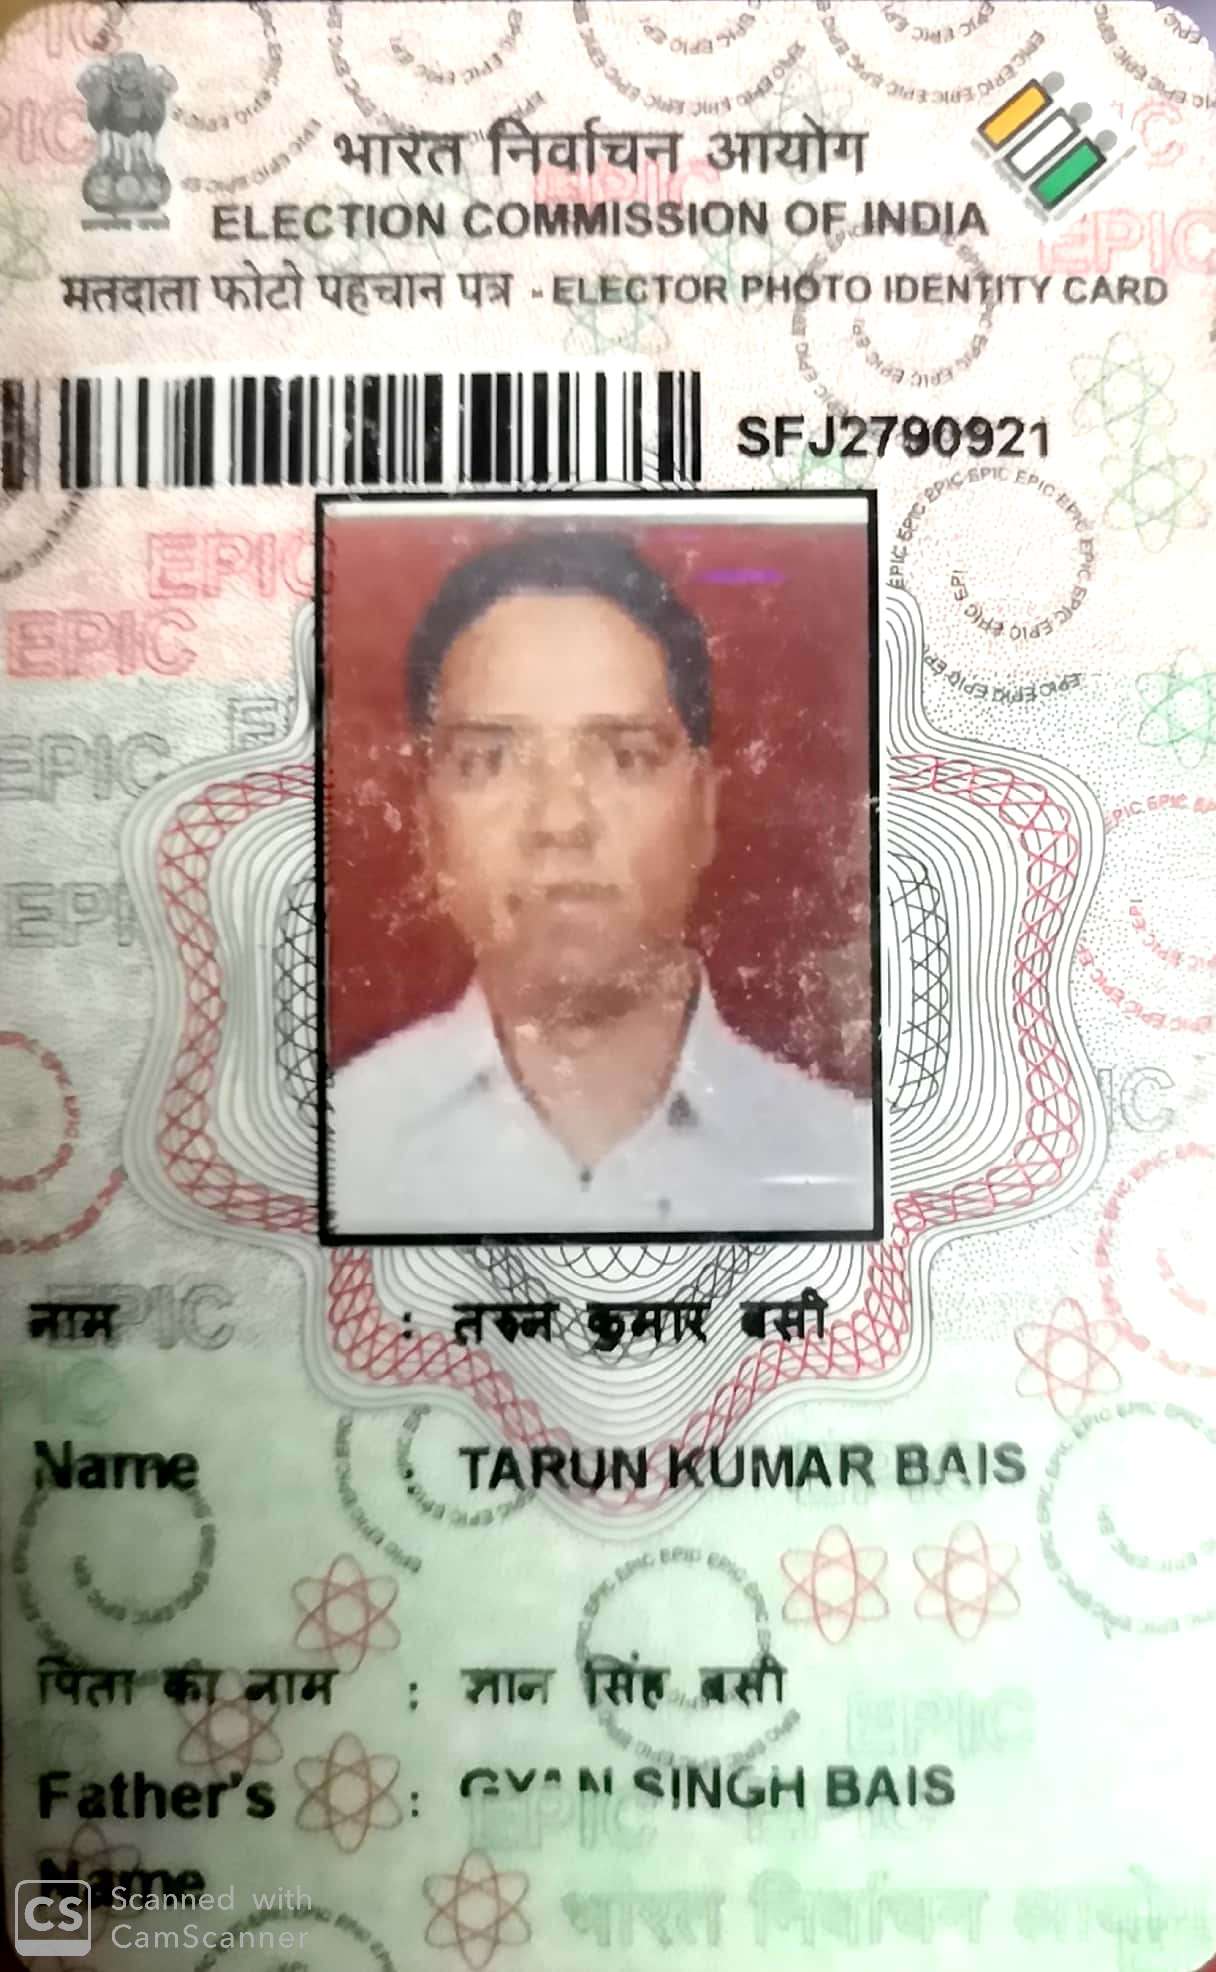 भारत निर्वाचन आयोग
ELECTION COMMISSION OF INDIA
मतदाता फोटो पहचान पत्र - ELECTOR PHOTO IDENTITY CARD
SFJ2790921
नाम : तरुन कुमार बसी
Name TARUN KUMAR BAIS
पिता का नाम : ज्ञान सिंह बसी
Father's : GYAN SINGH BAIS
Name
भारत निर्वाचन आयोग
CS Scanned with
CamScanner